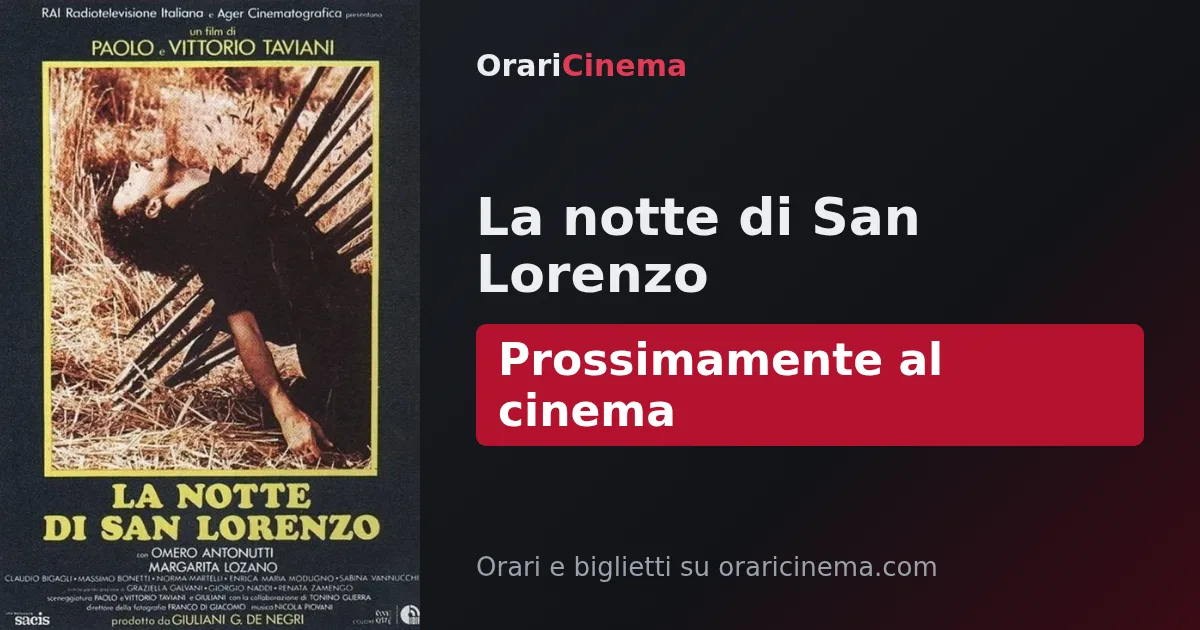 RAI Radiotelevisione Italiana e Ager Cinematografica presentano
un film di
PAOLO e VITTORIO TAVIANI
LA NOTTE
DI SAN LORENZO
con OMERO ANTONUTTI
MARGARITA LOZANO
CLAUDIO BIGAGLI • MASSIMO BONETTI • NORMA MARTELLI • ENRICA MARIA MODUGNO • SABINA VANNUCCHI
GRAZIELLA GALVANI • GIORGIO NADDI • RENATA ZAMENGO
sceneggiatura PAOLO e VITTORIO TAVIANI e GIULIANI con la collaborazione di TONINO GUERRA
direttore della fotografia FRANCO DI GIACOMO musica NICOLA PIOVANI
sacis
prodotto da GIULIANI G. DE NEGRI
OrariCinema
La notte di San
Lorenzo
Prossimamente al
cinema
Orari e biglietti su oraricinema.com